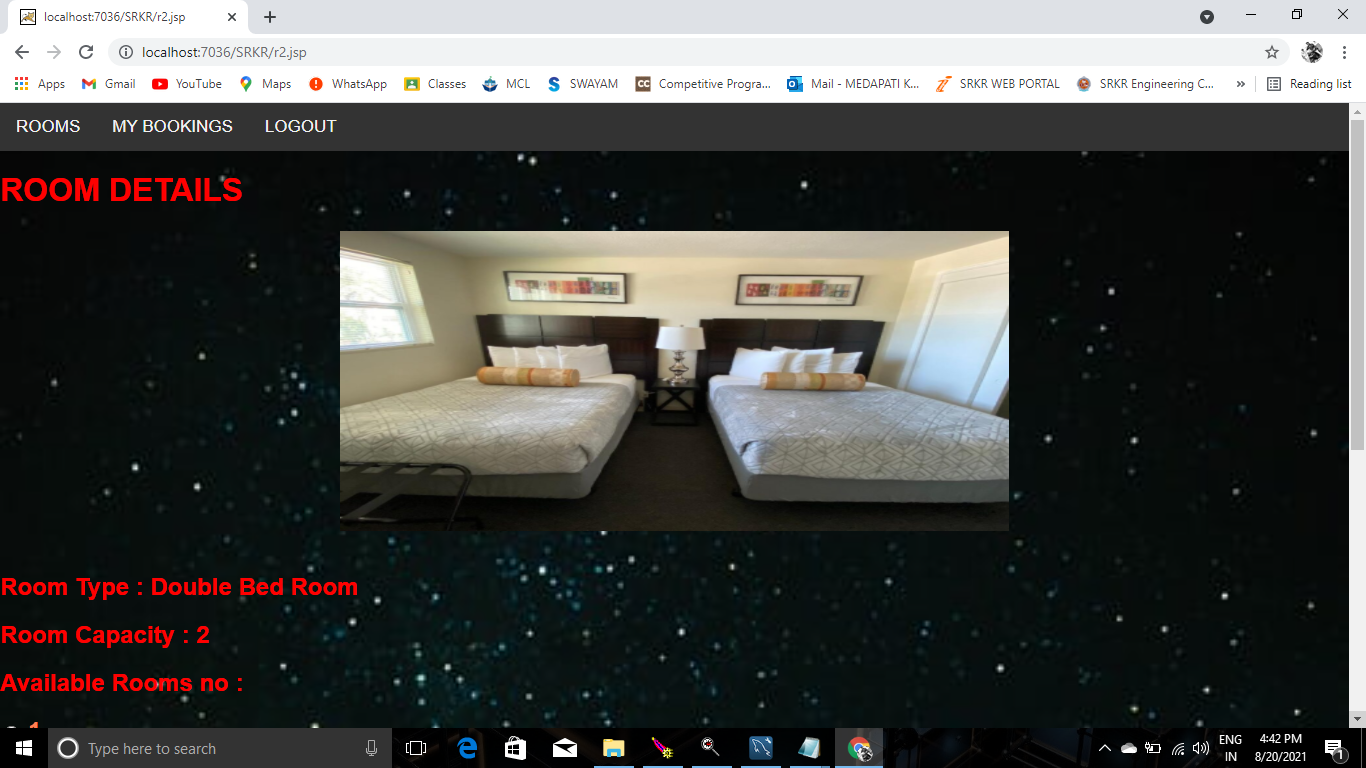 localhost:7036/SRKR/r2.jsp
localhost:7036/SRKR/r2.jsp
Apps Gmail YouTube Maps WhatsApp Classes MCL SWAYAM CC Competitive Progra... Mail - MEDAPATI K... SRKR WEB PORTAL SRKR Engineering C... » Reading list
ROOMS MY BOOKINGS LOGOUT
ROOM DETAILS
Room Type : Double Bed Room
Room Capacity : 2
Available Rooms no :
Type here to search
ENG 4:42 PM
IN 8/20/2021 1